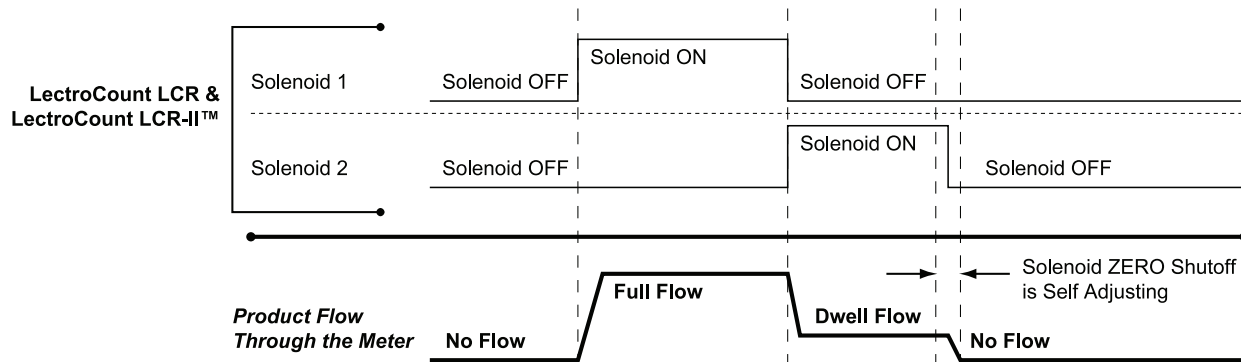 Solenoid ON
Solenoid 1
Solenoid OFF
Solenoid OFF
LectroCount LCR &
LectroCount LCR-II™
Solenoid ON
Solenoid 2
Solenoid OFF
Solenoid OFF
Solenoid ZERO Shutoff
is Self Adjusting
Full Flow
Product Flow
Through the Meter
No Flow
Dwell Flow
No Flow